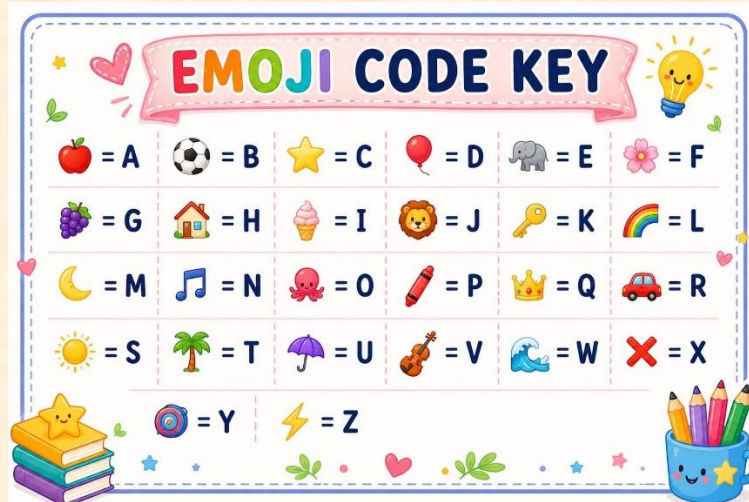 EMOJI CODE KEY
= A = B = C = D = E = F
= G = H = I = J = K = L
= M = N = O = P = Q = R
= S = T = U = V = W = X
= Y = Z